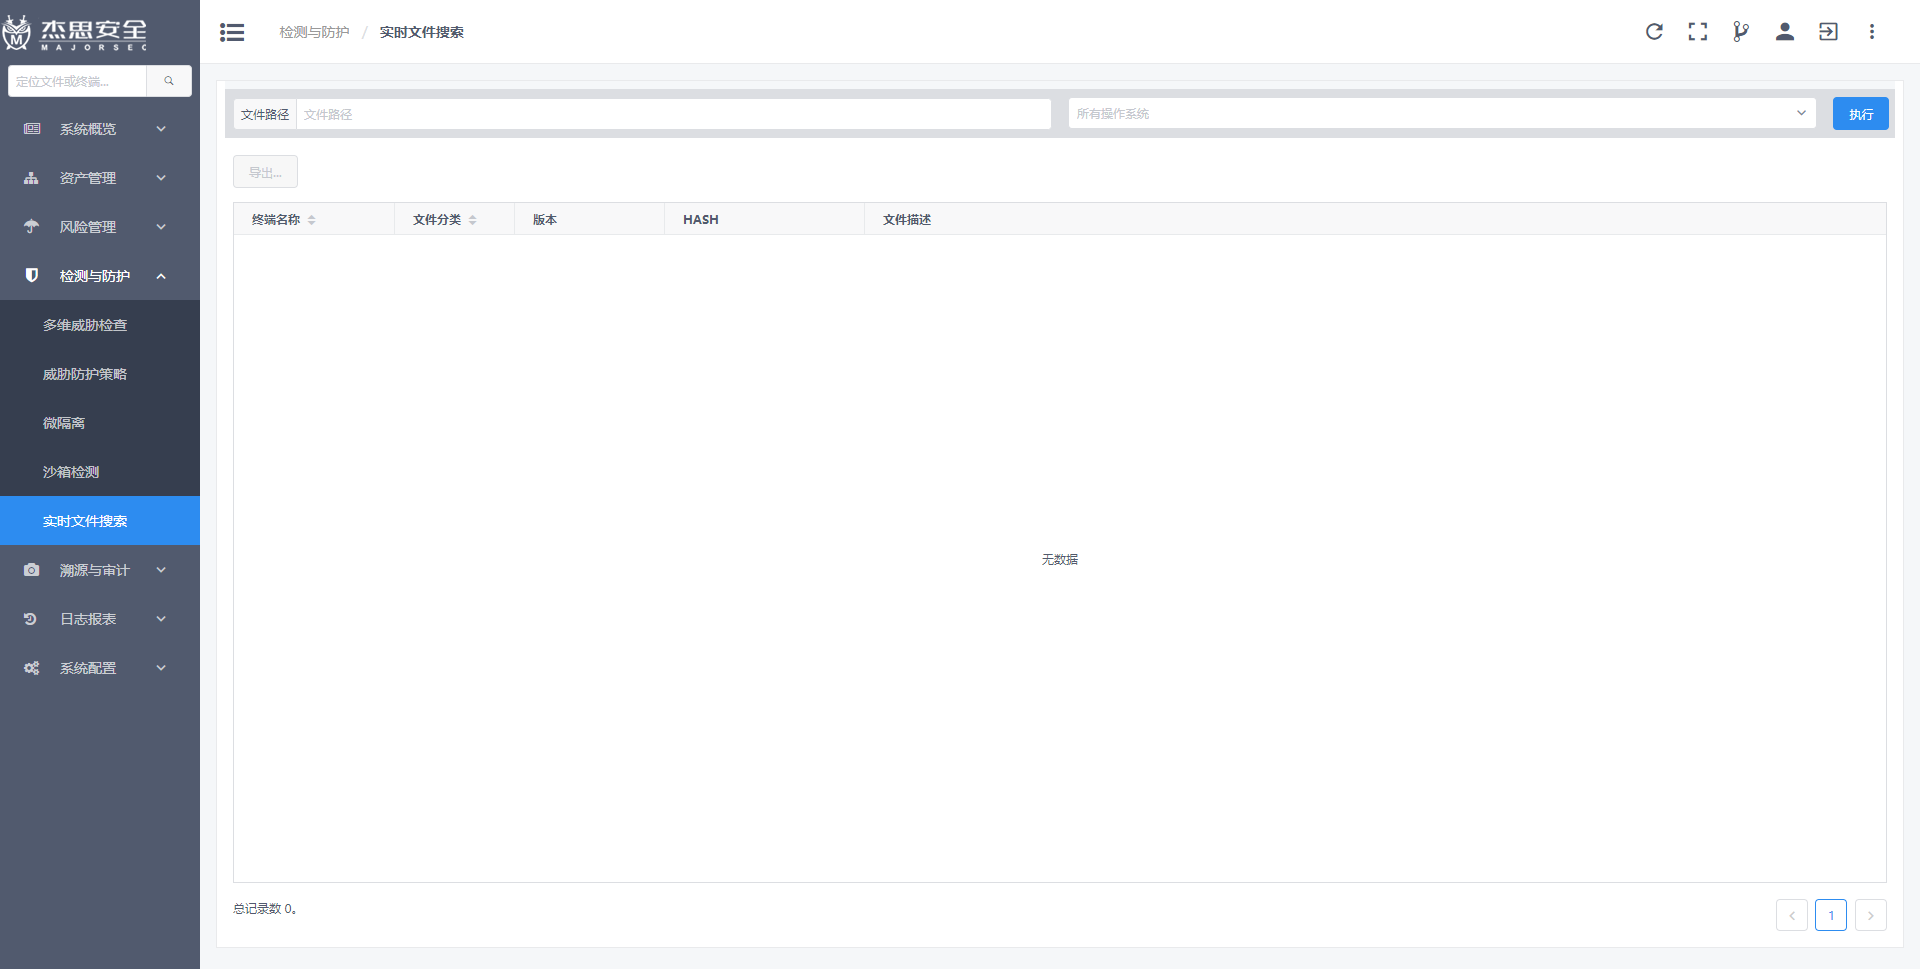 杰思安全
MAJORSEC
定位文件或终端...
系统概览
资产管理
风险管理
检测与防护
多维威胁检查
威胁防护策略
微隔离
沙箱检测
实时文件搜索
溯源与审计
日志报表
系统配置
检测与防护 / 实时文件搜索
文件路径 文件路径 所有操作系统 执行
导出...
终端名称 文件分类 版本 HASH 文件描述
无数据
总记录数 0。
1